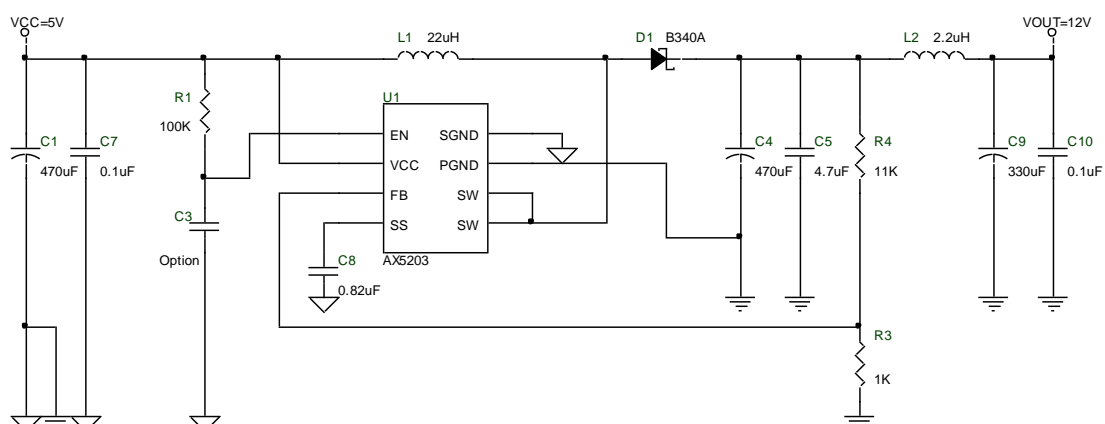 VCC=5V
VOUT=12V
L1 22uH
D1 B340A
L2 2.2uH
R1
100K
U1
EN
VCC
FB
SS
SGND
PGND
SW
SW
AX5203
C1
470uF
C7
0.1uF
C3
Option
C8
0.82uF
C4
470uF
C5
4.7uF
R4
11K
C9
330uF
C10
0.1uF
R3
1K